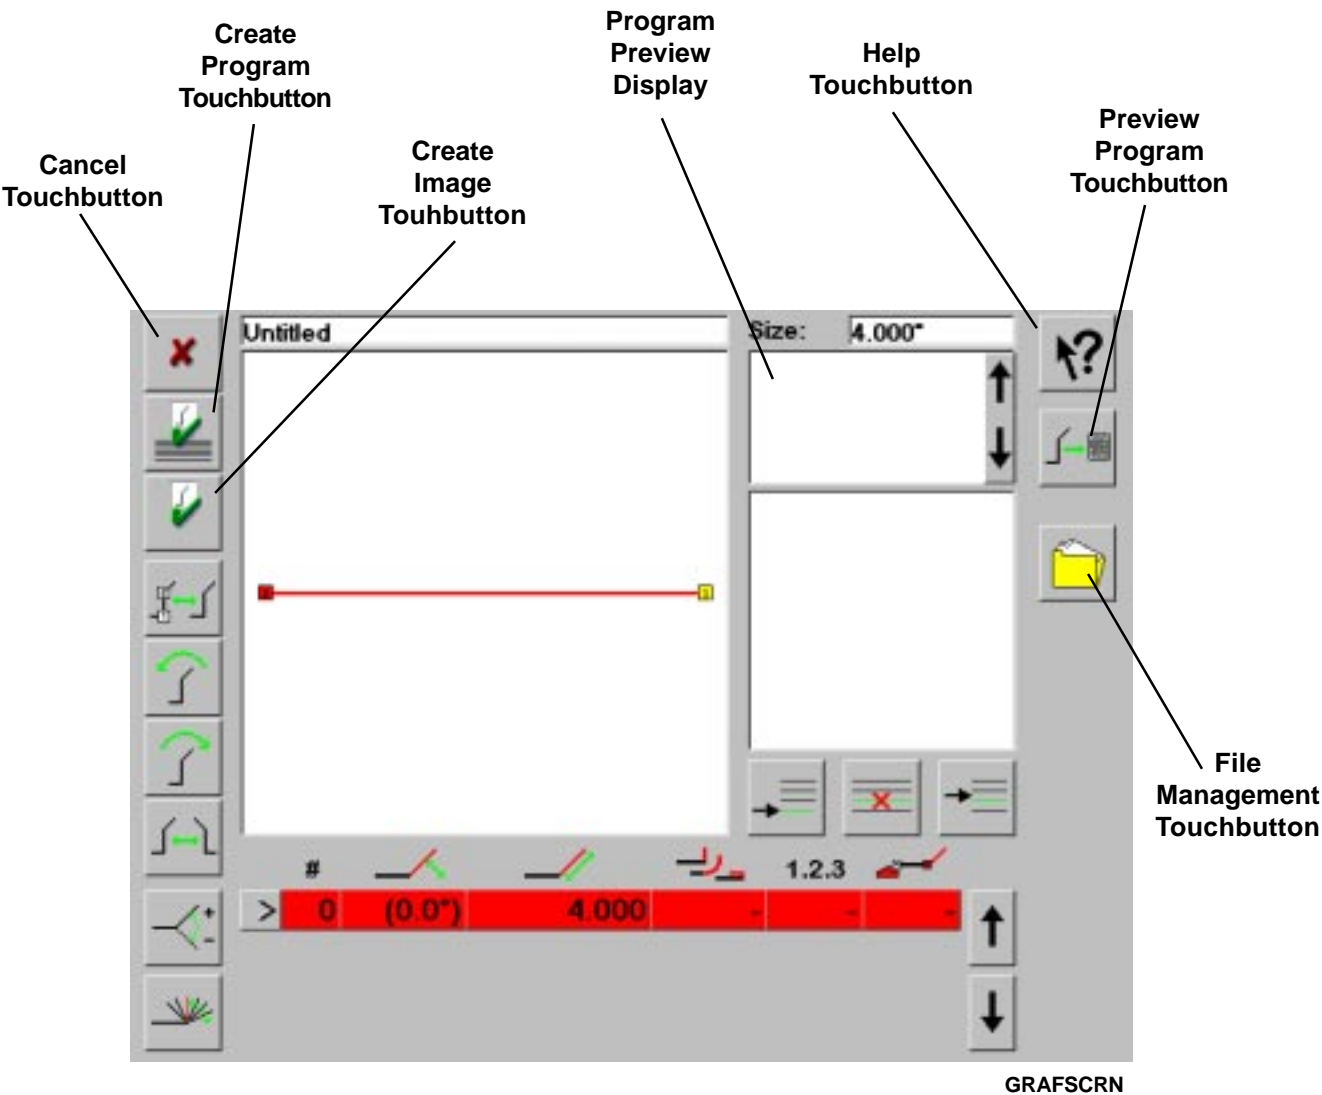 Create
Program
Touchbutton
Program
Preview
Display
Help
Touchbutton
Preview
Program
Touchbutton
Cancel
Touchbutton
Create
Image
Touhbutton
Untitled
Size: 4.000"
?
File
Management
Touchbutton
# 1.2.3
> 0 (0.0°) 4.000 - - -
+
-
GRAFSCRN